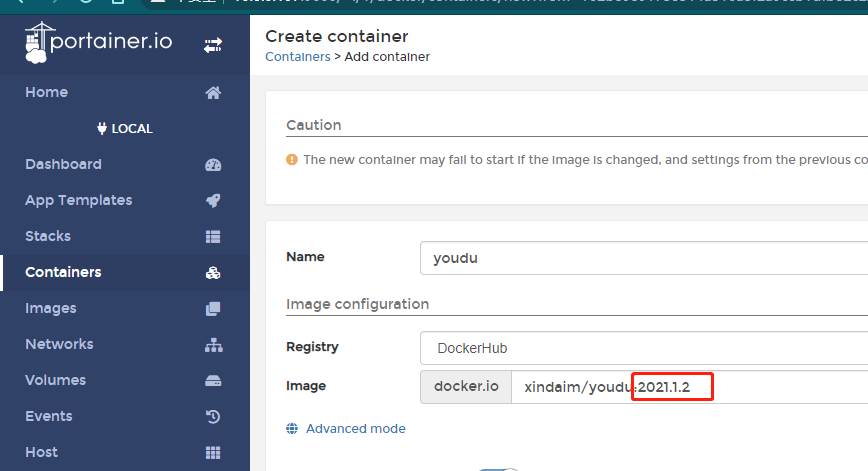 portainer.io
Home
LOCAL
Dashboard
App Templates
Stacks
Containers
Images
Networks
Volumes
Events
Host
Create container
Containers > Add container
Caution
The new container may fail to start if the image is changed, and settings from the previous co
Name
youdu
Image configuration
Registry
DockerHub
Image
docker.io
xindaim/youdu:2021.1.2
Advanced mode